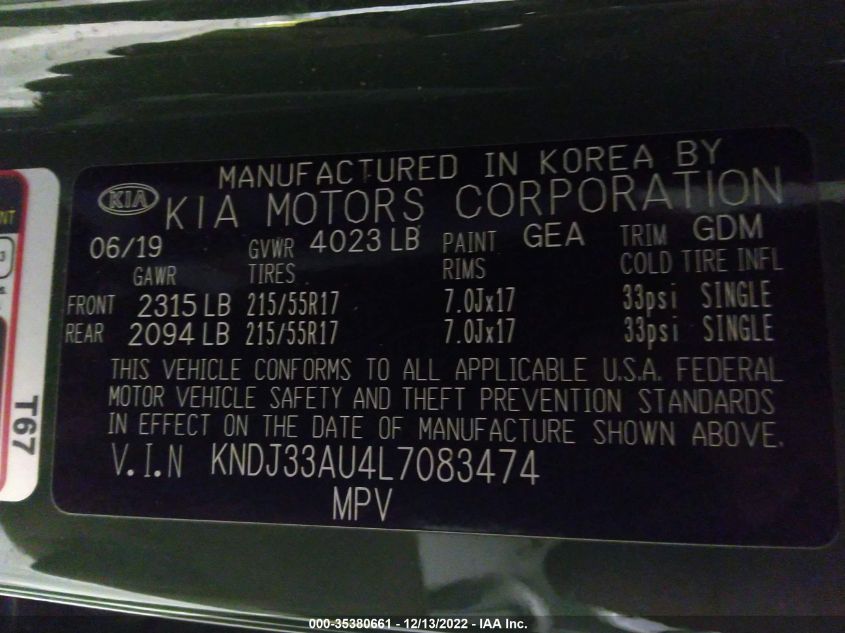 MANUFACTURED IN KOREA BY
KIA KIA MOTORS CORPORATION
06/19 GVWR 4023 LB PAINT GEA TRIM GDM
GAWR TIRES RIMS COLD TIRE INFL
FRONT 2315 LB 215/55R17 7.0Jx17 33psi SINGLE
REAR 2094 LB 215/55R17 7.0Jx17 33psi SINGLE
THIS VEHICLE CONFORMS TO ALL APPLICABLE U.S.A. FEDERAL
MOTOR VEHICLE SAFETY AND THEFT PREVENTION STANDARDS
IN EFFECT ON THE DATE OF MANUFACTURE SHOWN ABOVE.
V.I.N KNDJ33AU4L7083474
MPV
T67
000-35380661 - 12/13/2022 - IAA Inc.